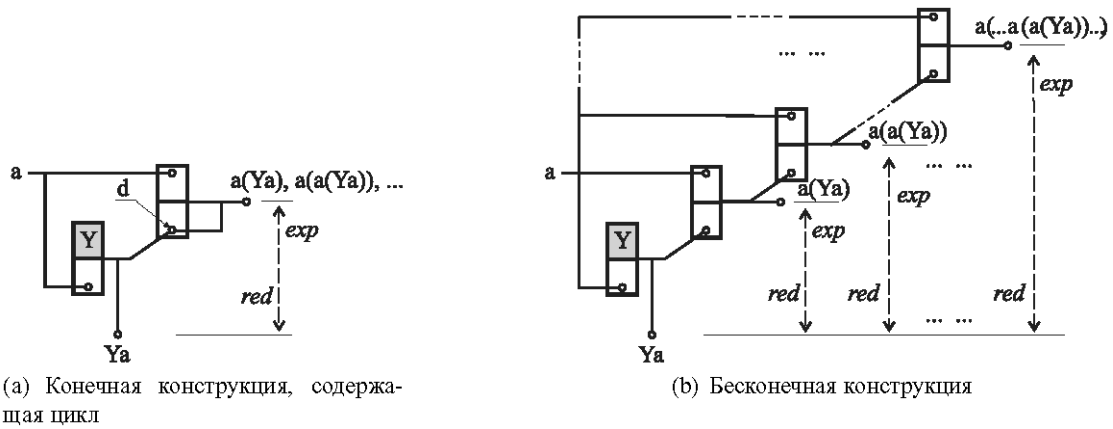 a
d
a(Ya), a(a(Ya)), ...
Y
exp
red
Ya
(a) Конечная конструкция, содержа-
щая цикл
a(...a(a(Ya))..,)
... ...
exp
a(a(Ya))
... ...
a
a(Ya)
exp
exp
Y
red
red
red
... ...
Ya
(b) Бесконечная конструкция